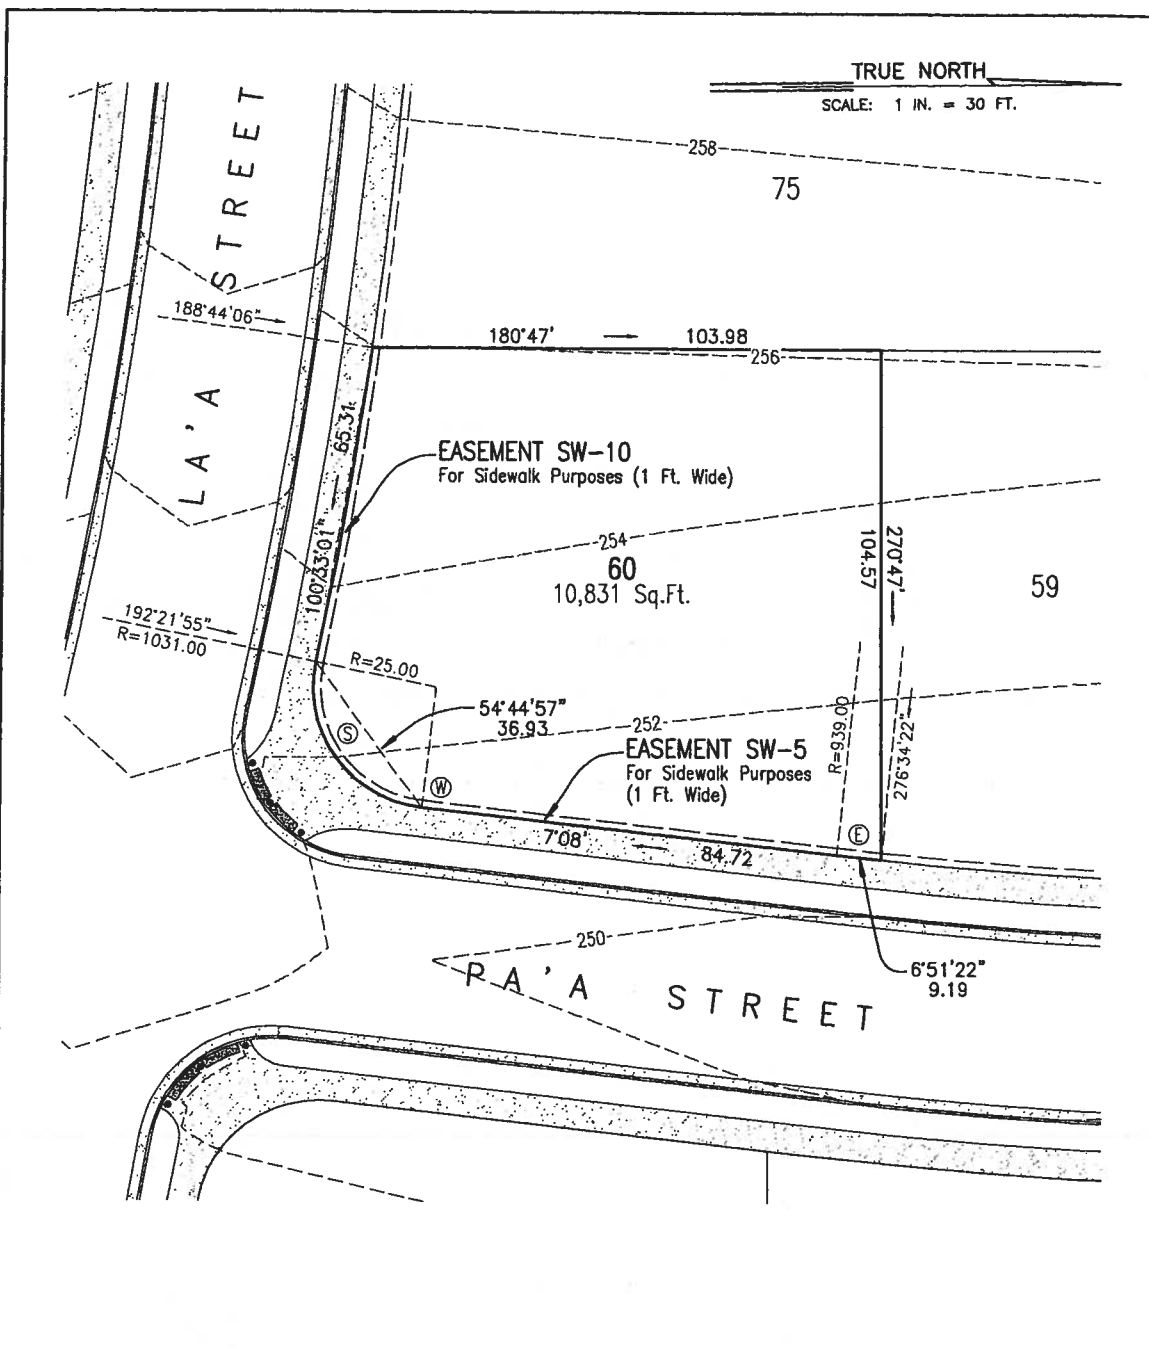 TRUE NORTH
SCALE: 1 IN. = 30 FT.
LA'A STREET
258
75
188°44'06"
180°47'
103.98
256
65.31
EASEMENT SW-10
For Sidewalk Purposes (1 Ft. Wide)
100°33'01"
254
60
10,831 Sq.Ft.
270°47'
104.57
59
192°21'55"
R=1031.00
R=25.00
54°44'57"
36.93
S
252
EASEMENT SW-5
For Sidewalk Purposes
(1 Ft. Wide)
R=939.00
276°34'22"
W
E
7°08'
84.72
250
PA'A STREET
6°51'22"
9.19